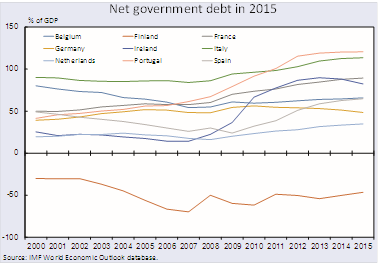 Net government debt in 2015
% of GDP
150
Belgium Finland France
Germany Ireland Italy
Netherlands Portugal Spain
100
50
0
-50
-100
2000 2001 2002 2003 2004 2005 2006 2007 2008 2009 2010 2011 2012 2013 2014 2015
Source: IMF World Economic Outlook database.